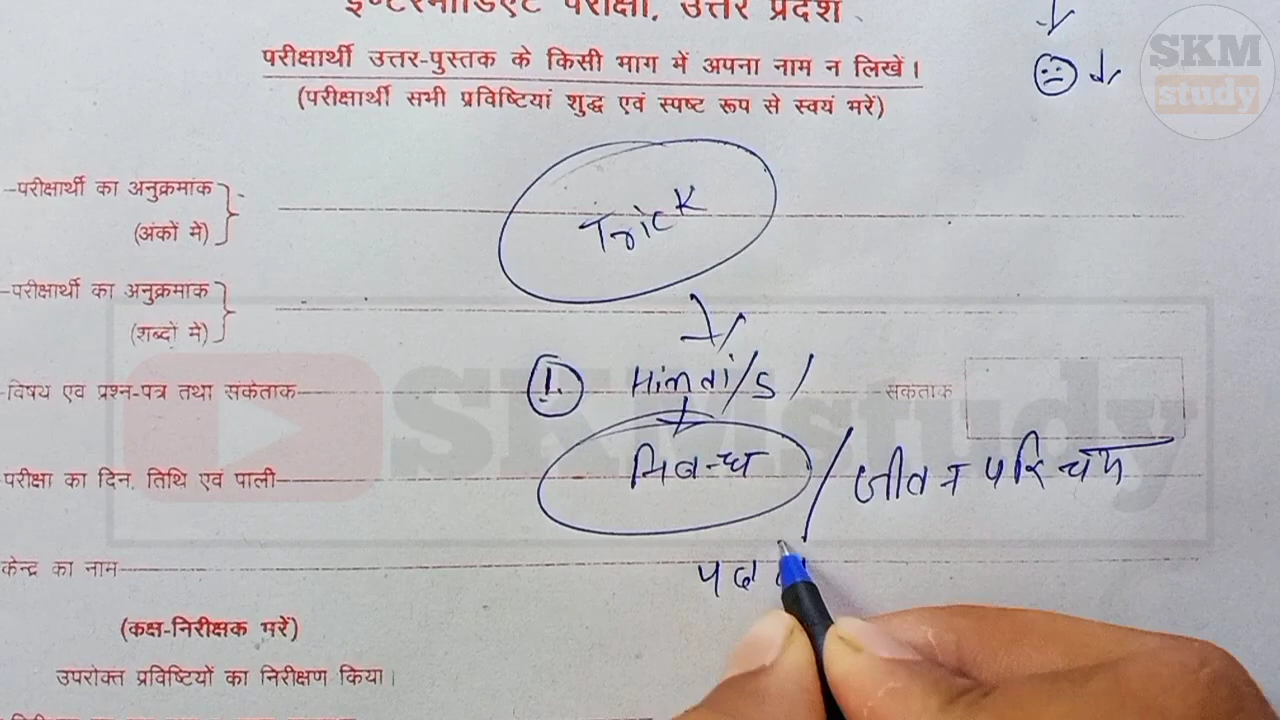 इण्टरमीडिएट परीक्षा, उत्तर प्रदेश
परीक्षार्थी उत्तर-पुस्तक के किसी भाग में अपना नाम न लिखें।
(परीक्षार्थी सभी प्रविष्टियां शुद्ध एवं स्पष्ट रूप से स्वयं भरें)
SKM
study
परीक्षार्थी का अनुक्रमांक
(अंकों में)
Trick
परीक्षार्थी का अनुक्रमांक
(शब्दों में)
विषय एवं प्रश्न-पत्र तथा संकेतांक
1. Hindi/S/
संकेतांक
SKMstudy
परीक्षा का दिन, तिथि एवं पाली
निबन्ध / जीवन परिचय
केन्द्र का नाम
(कक्ष-निरीक्षक भरें)
उपरोक्त प्रविष्टियों का निरीक्षण किया।